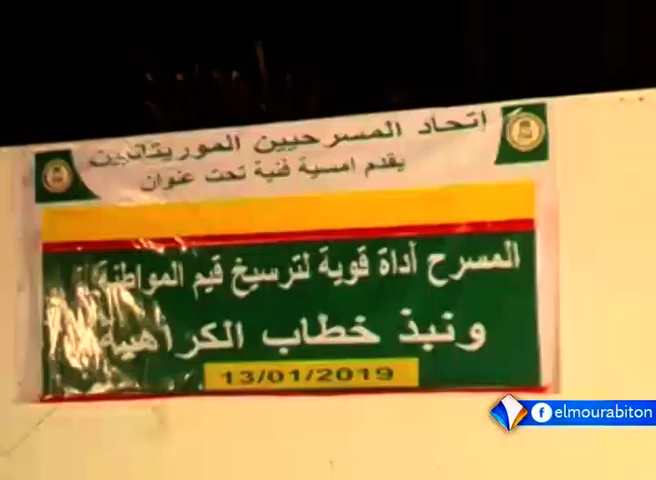 إتحاد المسرحيين الموريتانيين
يقدم امسية فنية تحت عنوان
المسرح أداة قوية لترسيخ قيم المواطنة
ونبذ خطاب الكراهية
13/01/2019
elmourabiton